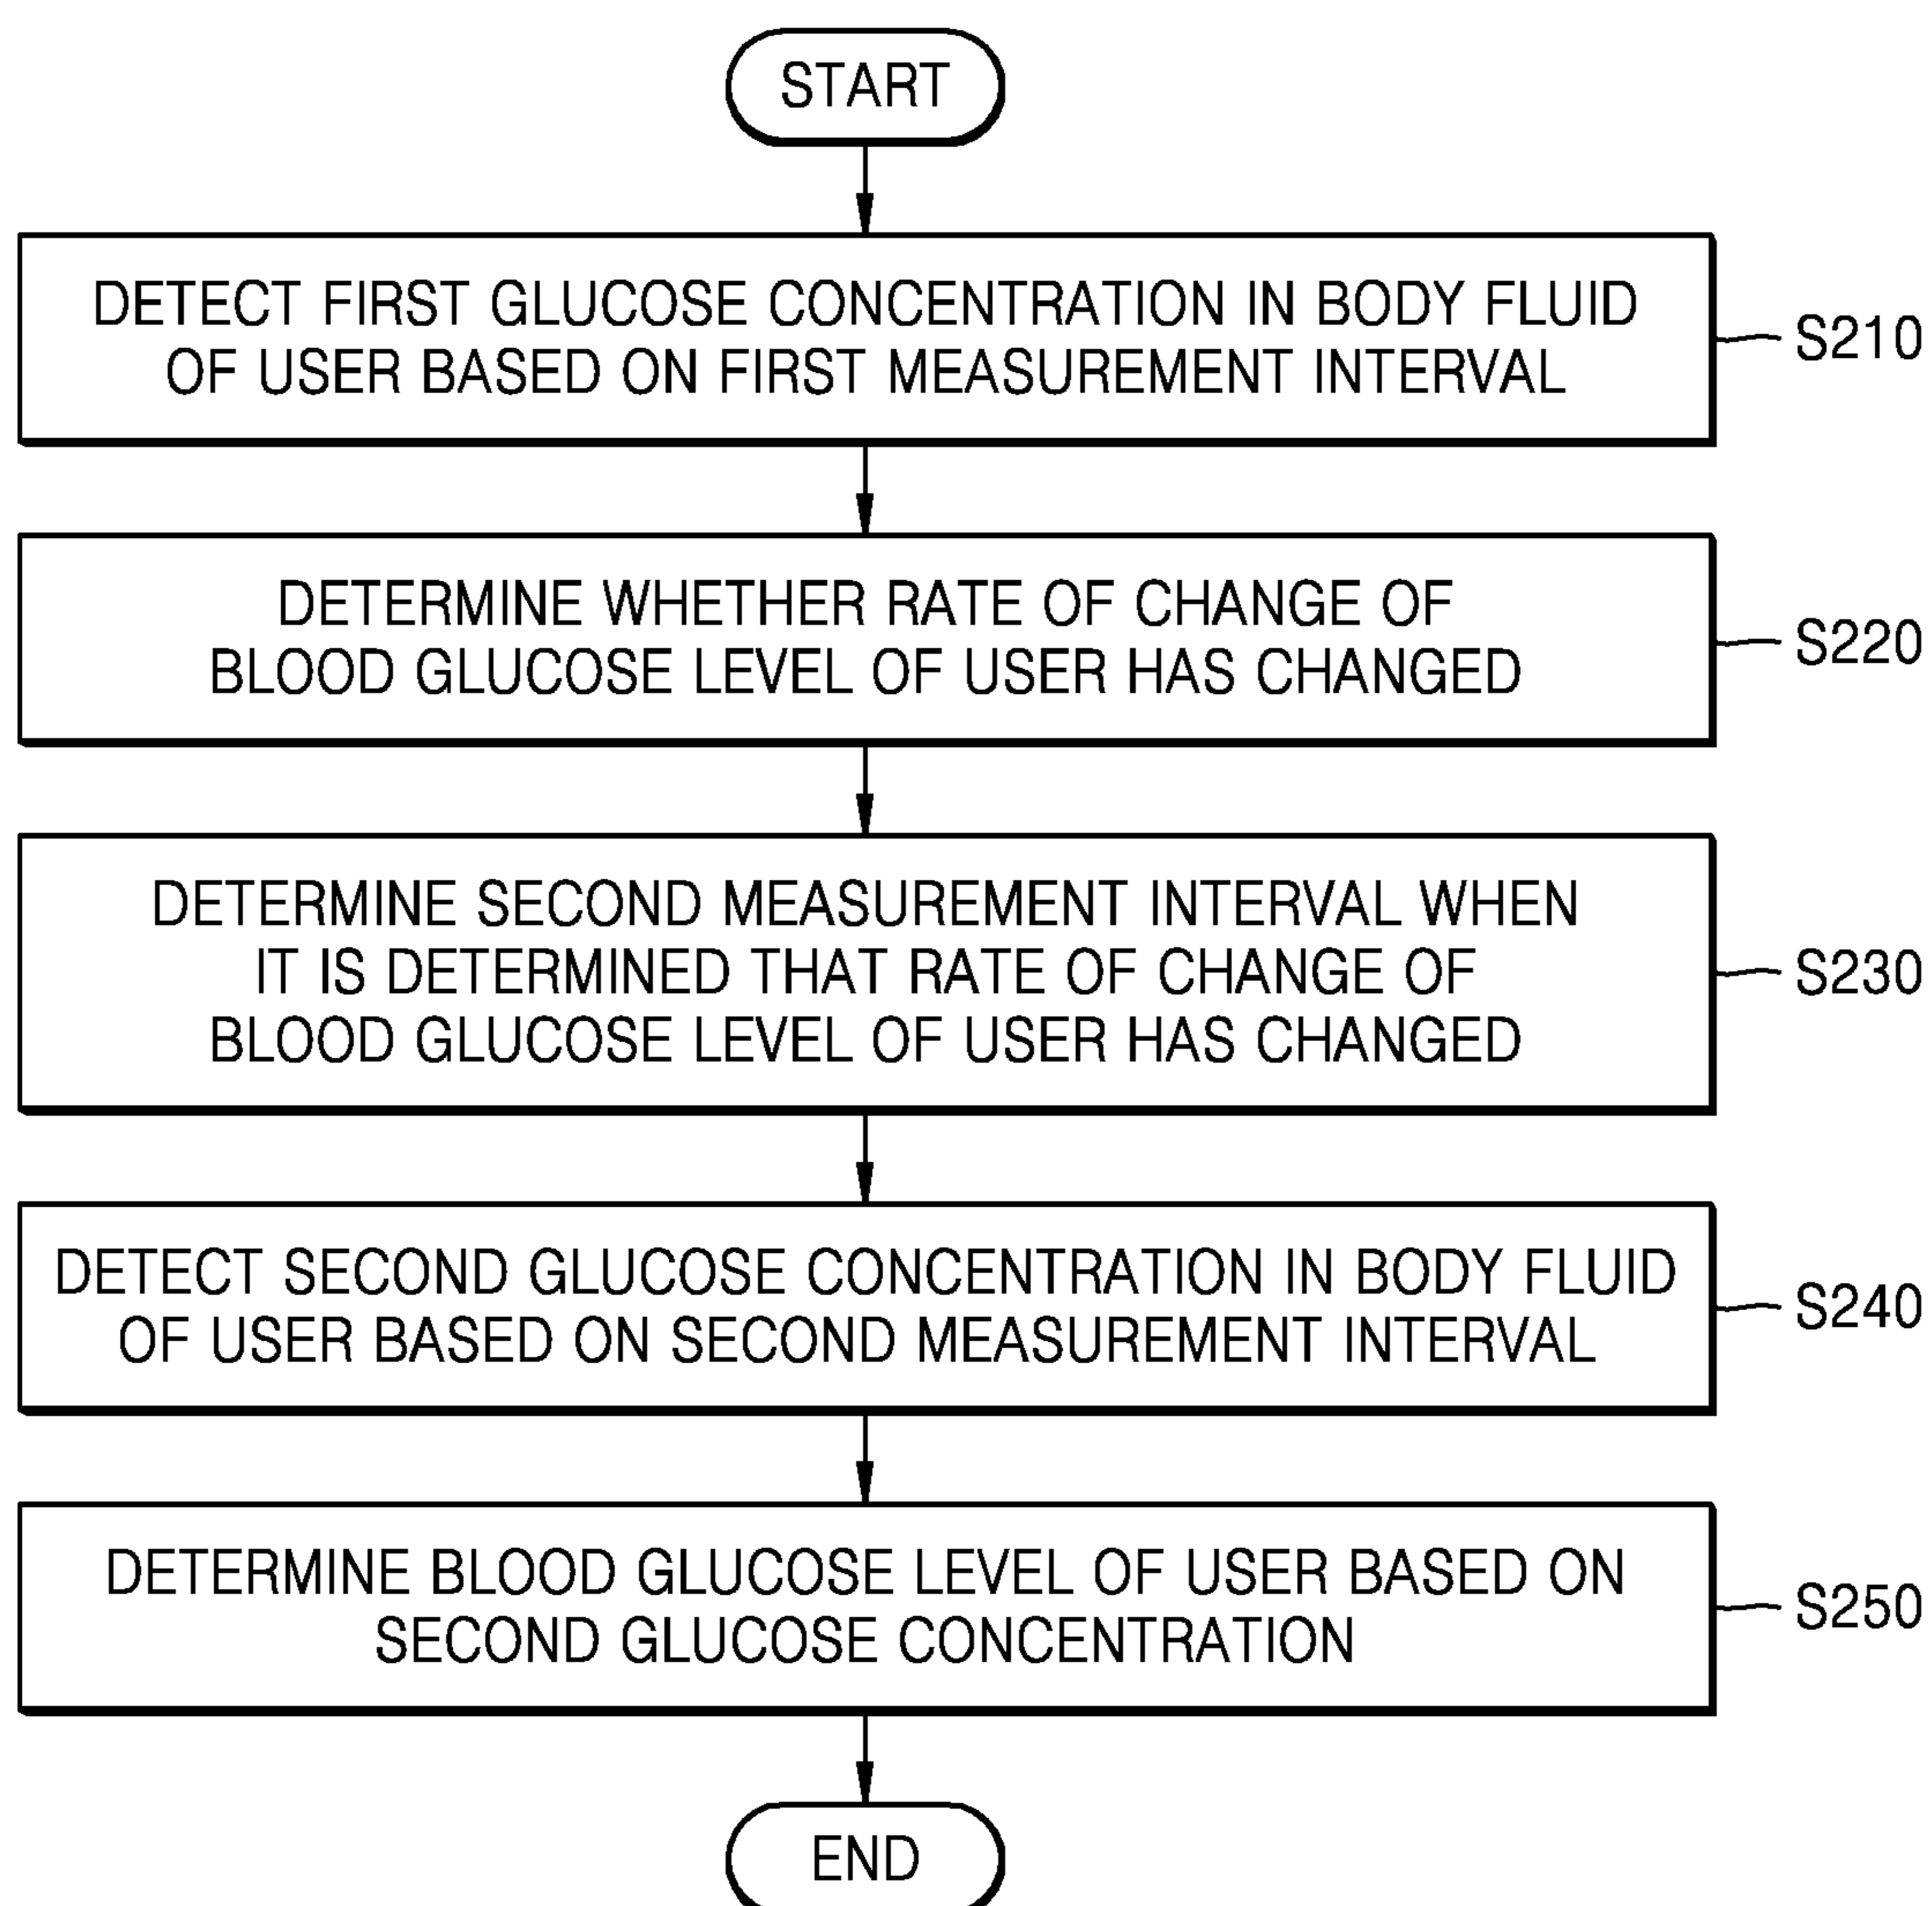 START
DETECT FIRST GLUCOSE CONCENTRATION IN BODY FLUID
OF USER BASED ON FIRST MEASUREMENT INTERVAL
S210
DETERMINE WHETHER RATE OF CHANGE OF
BLOOD GLUCOSE LEVEL OF USER HAS CHANGED
S220
DETERMINE SECOND MEASUREMENT INTERVAL WHEN
IT IS DETERMINED THAT RATE OF CHANGE OF
BLOOD GLUCOSE LEVEL OF USER HAS CHANGED
S230
DETECT SECOND GLUCOSE CONCENTRATION IN BODY FLUID
OF USER BASED ON SECOND MEASUREMENT INTERVAL
S240
DETERMINE BLOOD GLUCOSE LEVEL OF USER BASED ON
SECOND GLUCOSE CONCENTRATION
S250
END